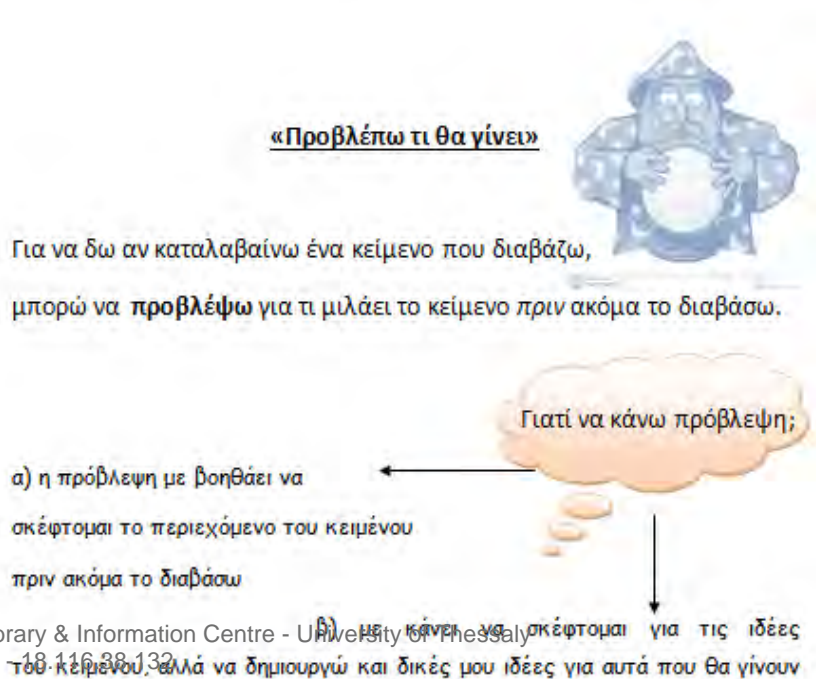 «Προβλέπω τι θα γίνει»
Για να δω αν καταλαβαίνω ένα κείμενο που διαβάζω,
μπορώ να προβλέψω για τι μιλάει το κείμενο πριν ακόμα το διαβάσω.
Γιατί να κάνω πρόβλεψη;
α) η πρόβλεψη με βοηθάει να
σκέφτομαι το περιεχόμενο του κειμένου
πριν ακόμα το διαβάσω
β) με κάνει να σκέφτομαι για τις ιδέες
του κειμένου, αλλά να δημιουργώ και δικές μου ιδέες για αυτά που θα γίνουν
orary & Information Centre - University of Thessaly
- 18.116.38.132